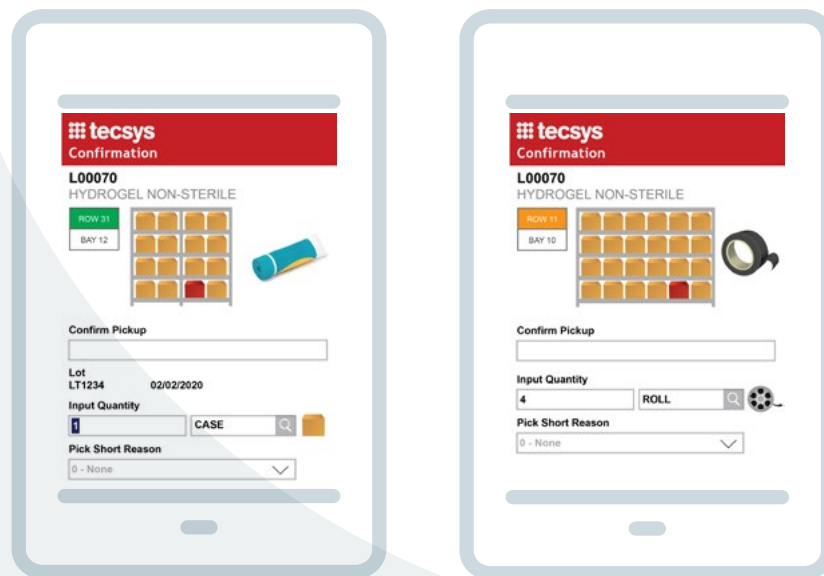 tecsys
Confirmation
L00070
HYDROGEL NON-STERILE
ROW 31
BAY 12
Confirm Pickup
Lot
LT1234 02/02/2020
Input Quantity
1 CASE
Pick Short Reason
0 - None
tecsys
Confirmation
L00070
HYDROGEL NON-STERILE
ROW 11
BAY 10
Confirm Pickup
Input Quantity
4 ROLL
Pick Short Reason
0 - None